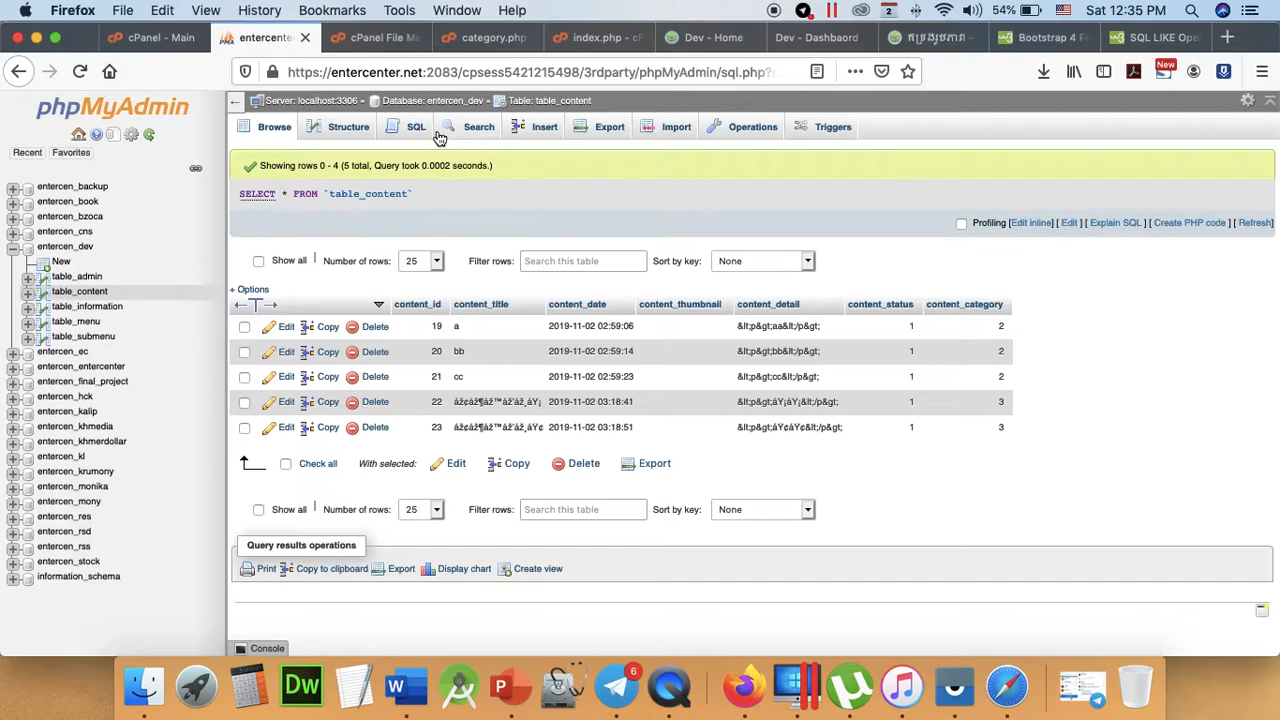 Firefox File Edit View History Bookmarks Tools Window Help 2 54% Sat 12:35 PM
cPanel - Main entercente cPanel File Ma category.php index.php - cP Dev - Home Dev - Dashbaord Bootstrap 4 F SQL LIKE Ope
https://entercenter.net:2083/cpsess5421215498/3rdparty/phpMyAdmin/sql.php?s New
phpMyAdmin
Recent Favorites
entercen_backup
entercen_book
entercen_bzoca
entercen_cns
entercen_dev
New
table_admin
table_content
table_information
table_menu
table_submenu
entercen_ec
entercen_entercenter
entercen_final_project
entercen_hck
entercen_kalip
entercen_khmedia
entercen_khmerdollar
entercen_kl
entercen_krumony
entercen_monika
entercen_mony
entercen_res
entercen_rsd
entercen_rss
entercen_stock
information_schema
Server: localhost:3306 » Database: entercen_dev » Table: table_content
Browse Structure SQL Search Insert Export Import Operations Triggers
Showing rows 0 - 4 (5 total, Query took 0.0002 seconds.)
SELECT * FROM `table_content`
Profiling [Edit inline] [ Edit ] [ Explain SQL ] [ Create PHP code ] [ Refresh]
Show all Number of rows: 25 Filter rows: Search this table Sort by key: None
+ Options
content_id content_title content_date content_thumbnail content_detail content_status content_category
Edit Copy Delete 19 a 2019-11-02 02:59:06 &lt;p&gt;aa&lt;/p&gt; 1 2
Edit Copy Delete 20 bb 2019-11-02 02:59:14 &lt;p&gt;bb&lt;/p&gt; 1 2
Edit Copy Delete 21 cc 2019-11-02 02:59:23 &lt;p&gt;cc&lt;/p&gt; 1 2
Edit Copy Delete 22 2019-11-02 03:18:41 1 3
Edit Copy Delete 23 2019-11-02 03:18:51 1 3
Check all With selected: Edit Copy Delete Export
Show all Number of rows: 25 Filter rows: Search this table Sort by key: None
Query results operations
Print Copy to clipboard Export Display chart Create view
Console
Dw W P 6